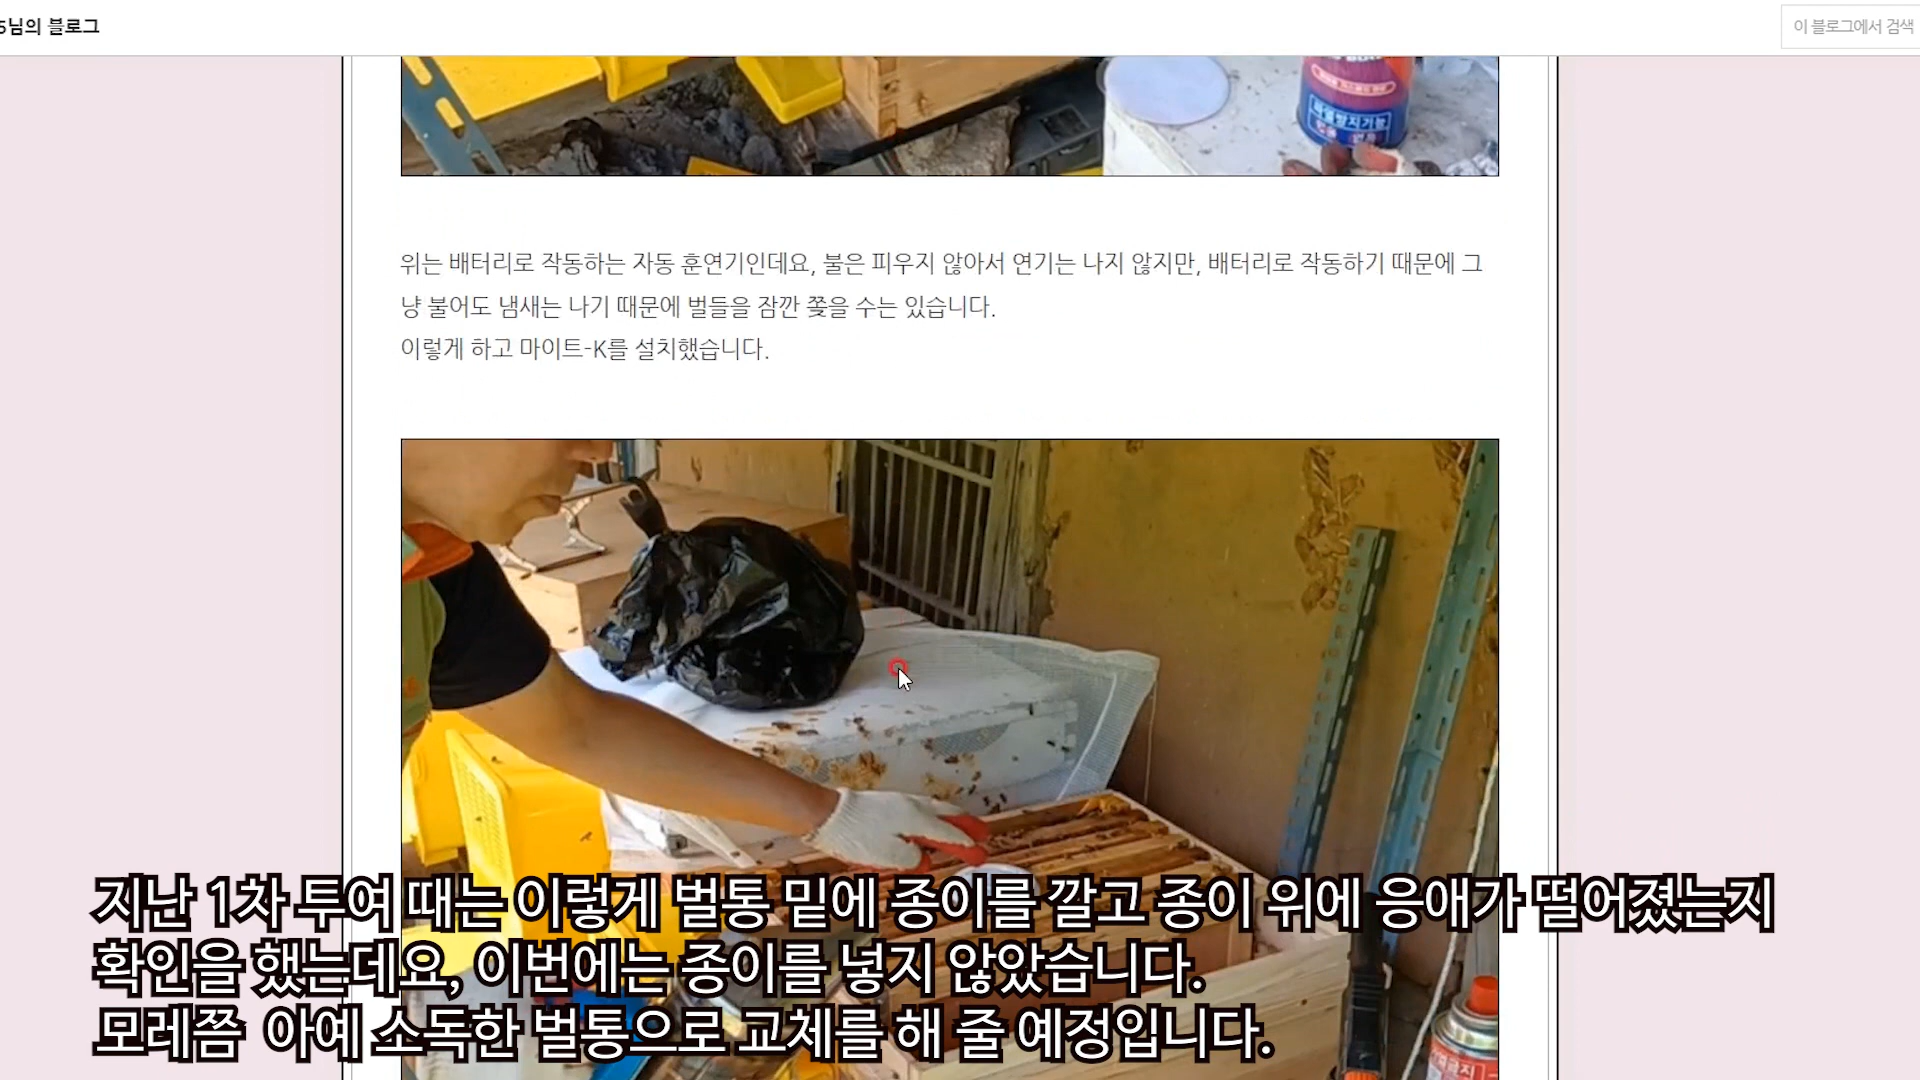 5님의 블로그
이 블로그에서 검색
파열방지기능
위는 배터리로 작동하는 자동 훈연기인데요, 불은 피우지 않아서 연기는 나지 않지만, 배터리로 작동하기 때문에 그
냥 불어도 냄새는 나기 때문에 벌들을 잠깐 쫓을 수는 있습니다.
이렇게 하고 마이트-K를 설치했습니다.
지난 1차 투여 때는 이렇게 벌통 밑에 종이를 깔고 종이 위에 응애가 떨어졌는지
확인을 했는데요, 이번에는 종이를 넣지 않았습니다.
모레쯤 아예 소독한 벌통으로 교체를 해 줄 예정입니다.